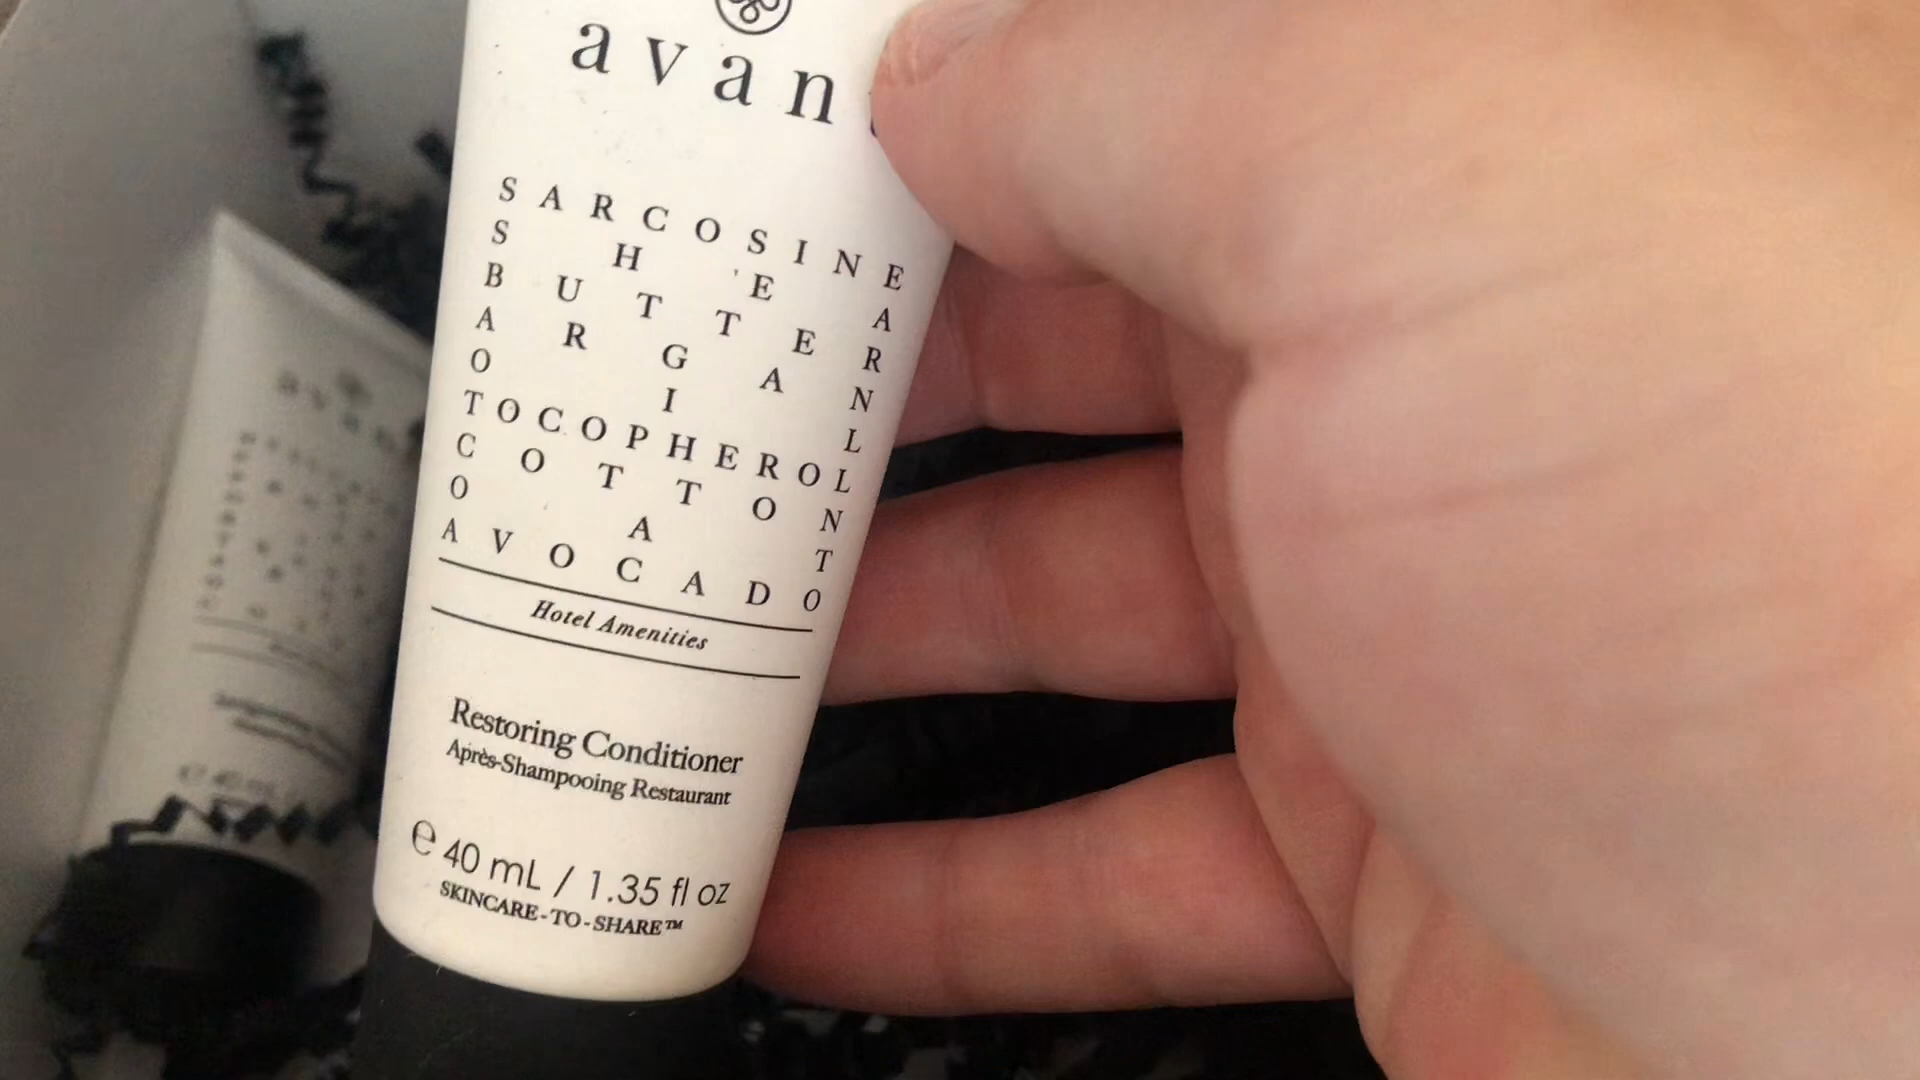 avan
SARCOSINE
S H E A
B U T T E R
A R G A N
O I L
TOCOPHEROL
C O T T O N
O A T
AVOCADO
Hotel Amenities
Restoring Conditioner
Après-Shampooing Restaurant
e 40 mL / 1.35 fl oz
SKINCARE-TO-SHARE™